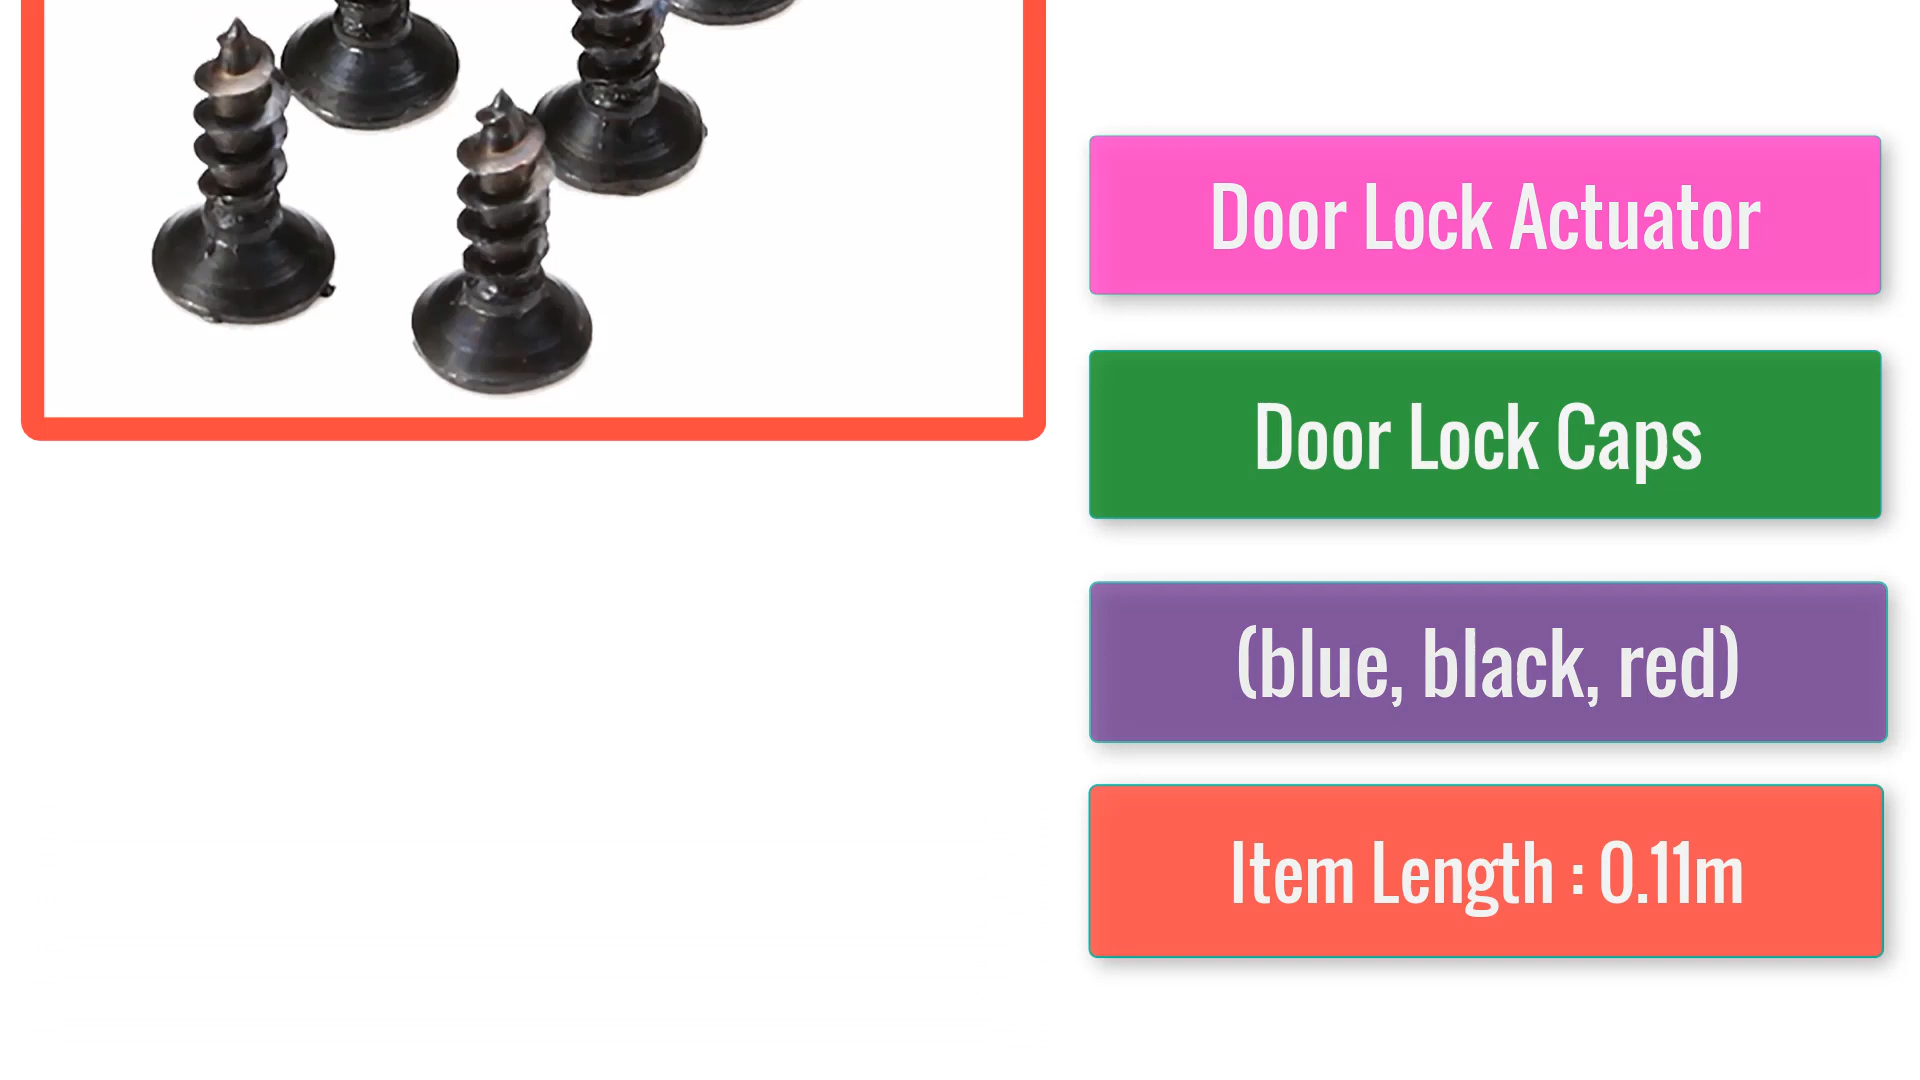 Door Lock Actuator
Door Lock Caps
(blue, black, red)
Item Length : 0.11m